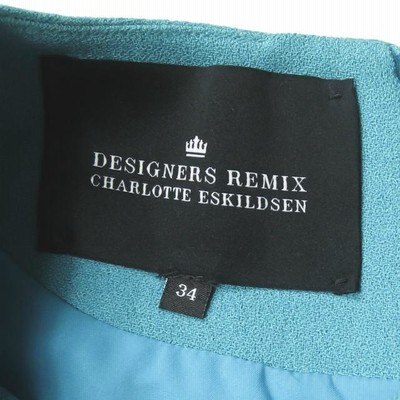 DESIGNERS REMIX
CHARLOTTE ESKILDSEN
34